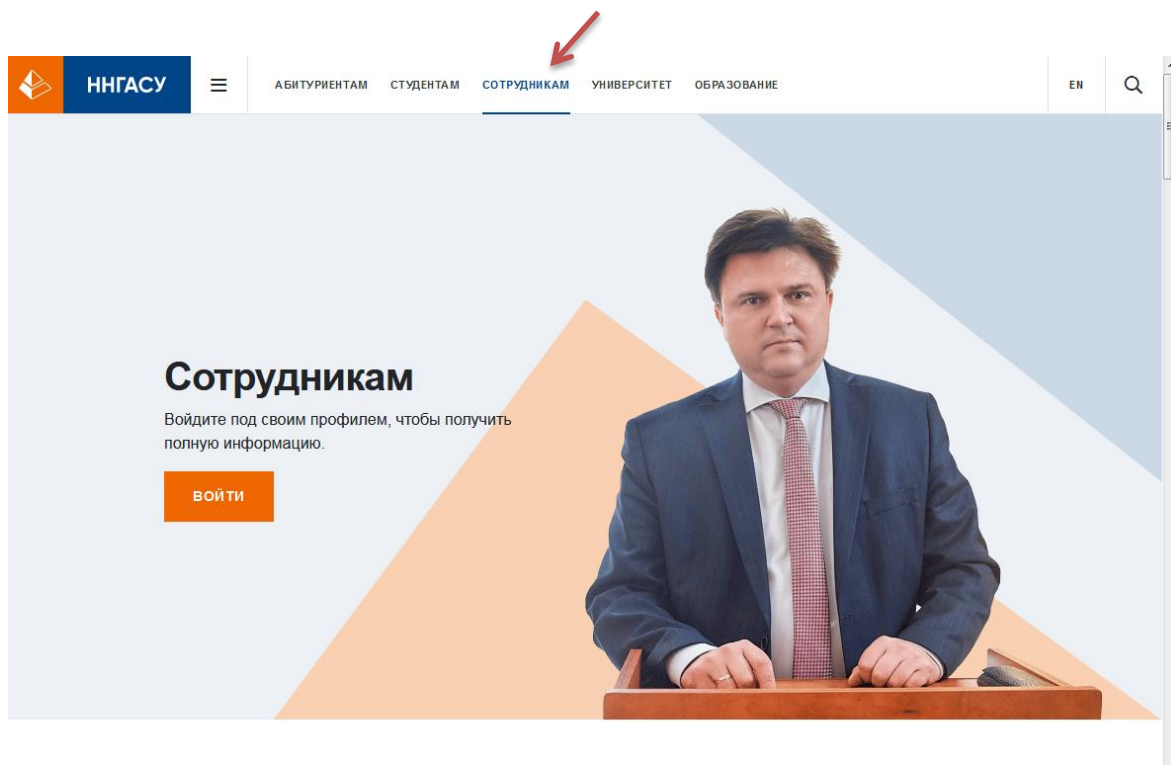 ННГАСУ
АБИТУРИЕНТАМ СТУДЕНТАМ СОТРУДНИКАМ УНИВЕРСИТЕТ ОБРАЗОВАНИЕ EN
Сотрудникам
Войдите под своим профилем, чтобы получить
полную информацию.
ВОЙТИ